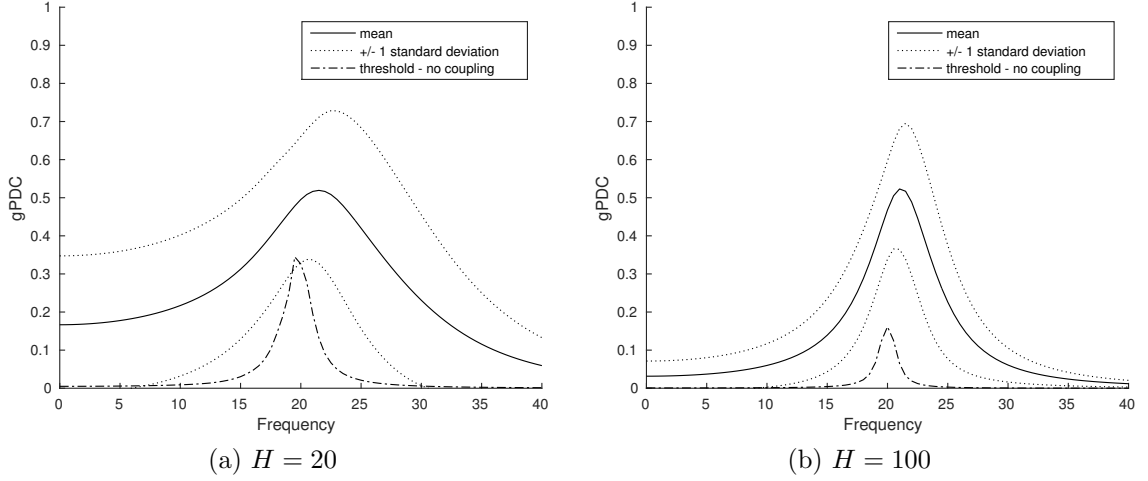 1
0.9
0.8
0.7
0.6
0.5
0.4
0.3
0.2
0.1
0
gPDC
mean
+/- 1 standard deviation
threshold - no coupling
0 5 10 15 20 25 30 35 40
Frequency
(a) H = 20
1
0.9
0.8
0.7
0.6
0.5
0.4
0.3
0.2
0.1
0
gPDC
mean
+/- 1 standard deviation
threshold - no coupling
0 5 10 15 20 25 30 35 40
Frequency
(b) H = 100